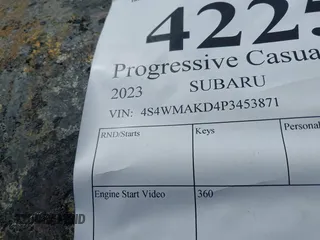 4225
Progressive Casua
2023 SUBARU
VIN: 4S4WMAKD4P3453871
RND/Starts Keys Personal
Engine Start Video 360